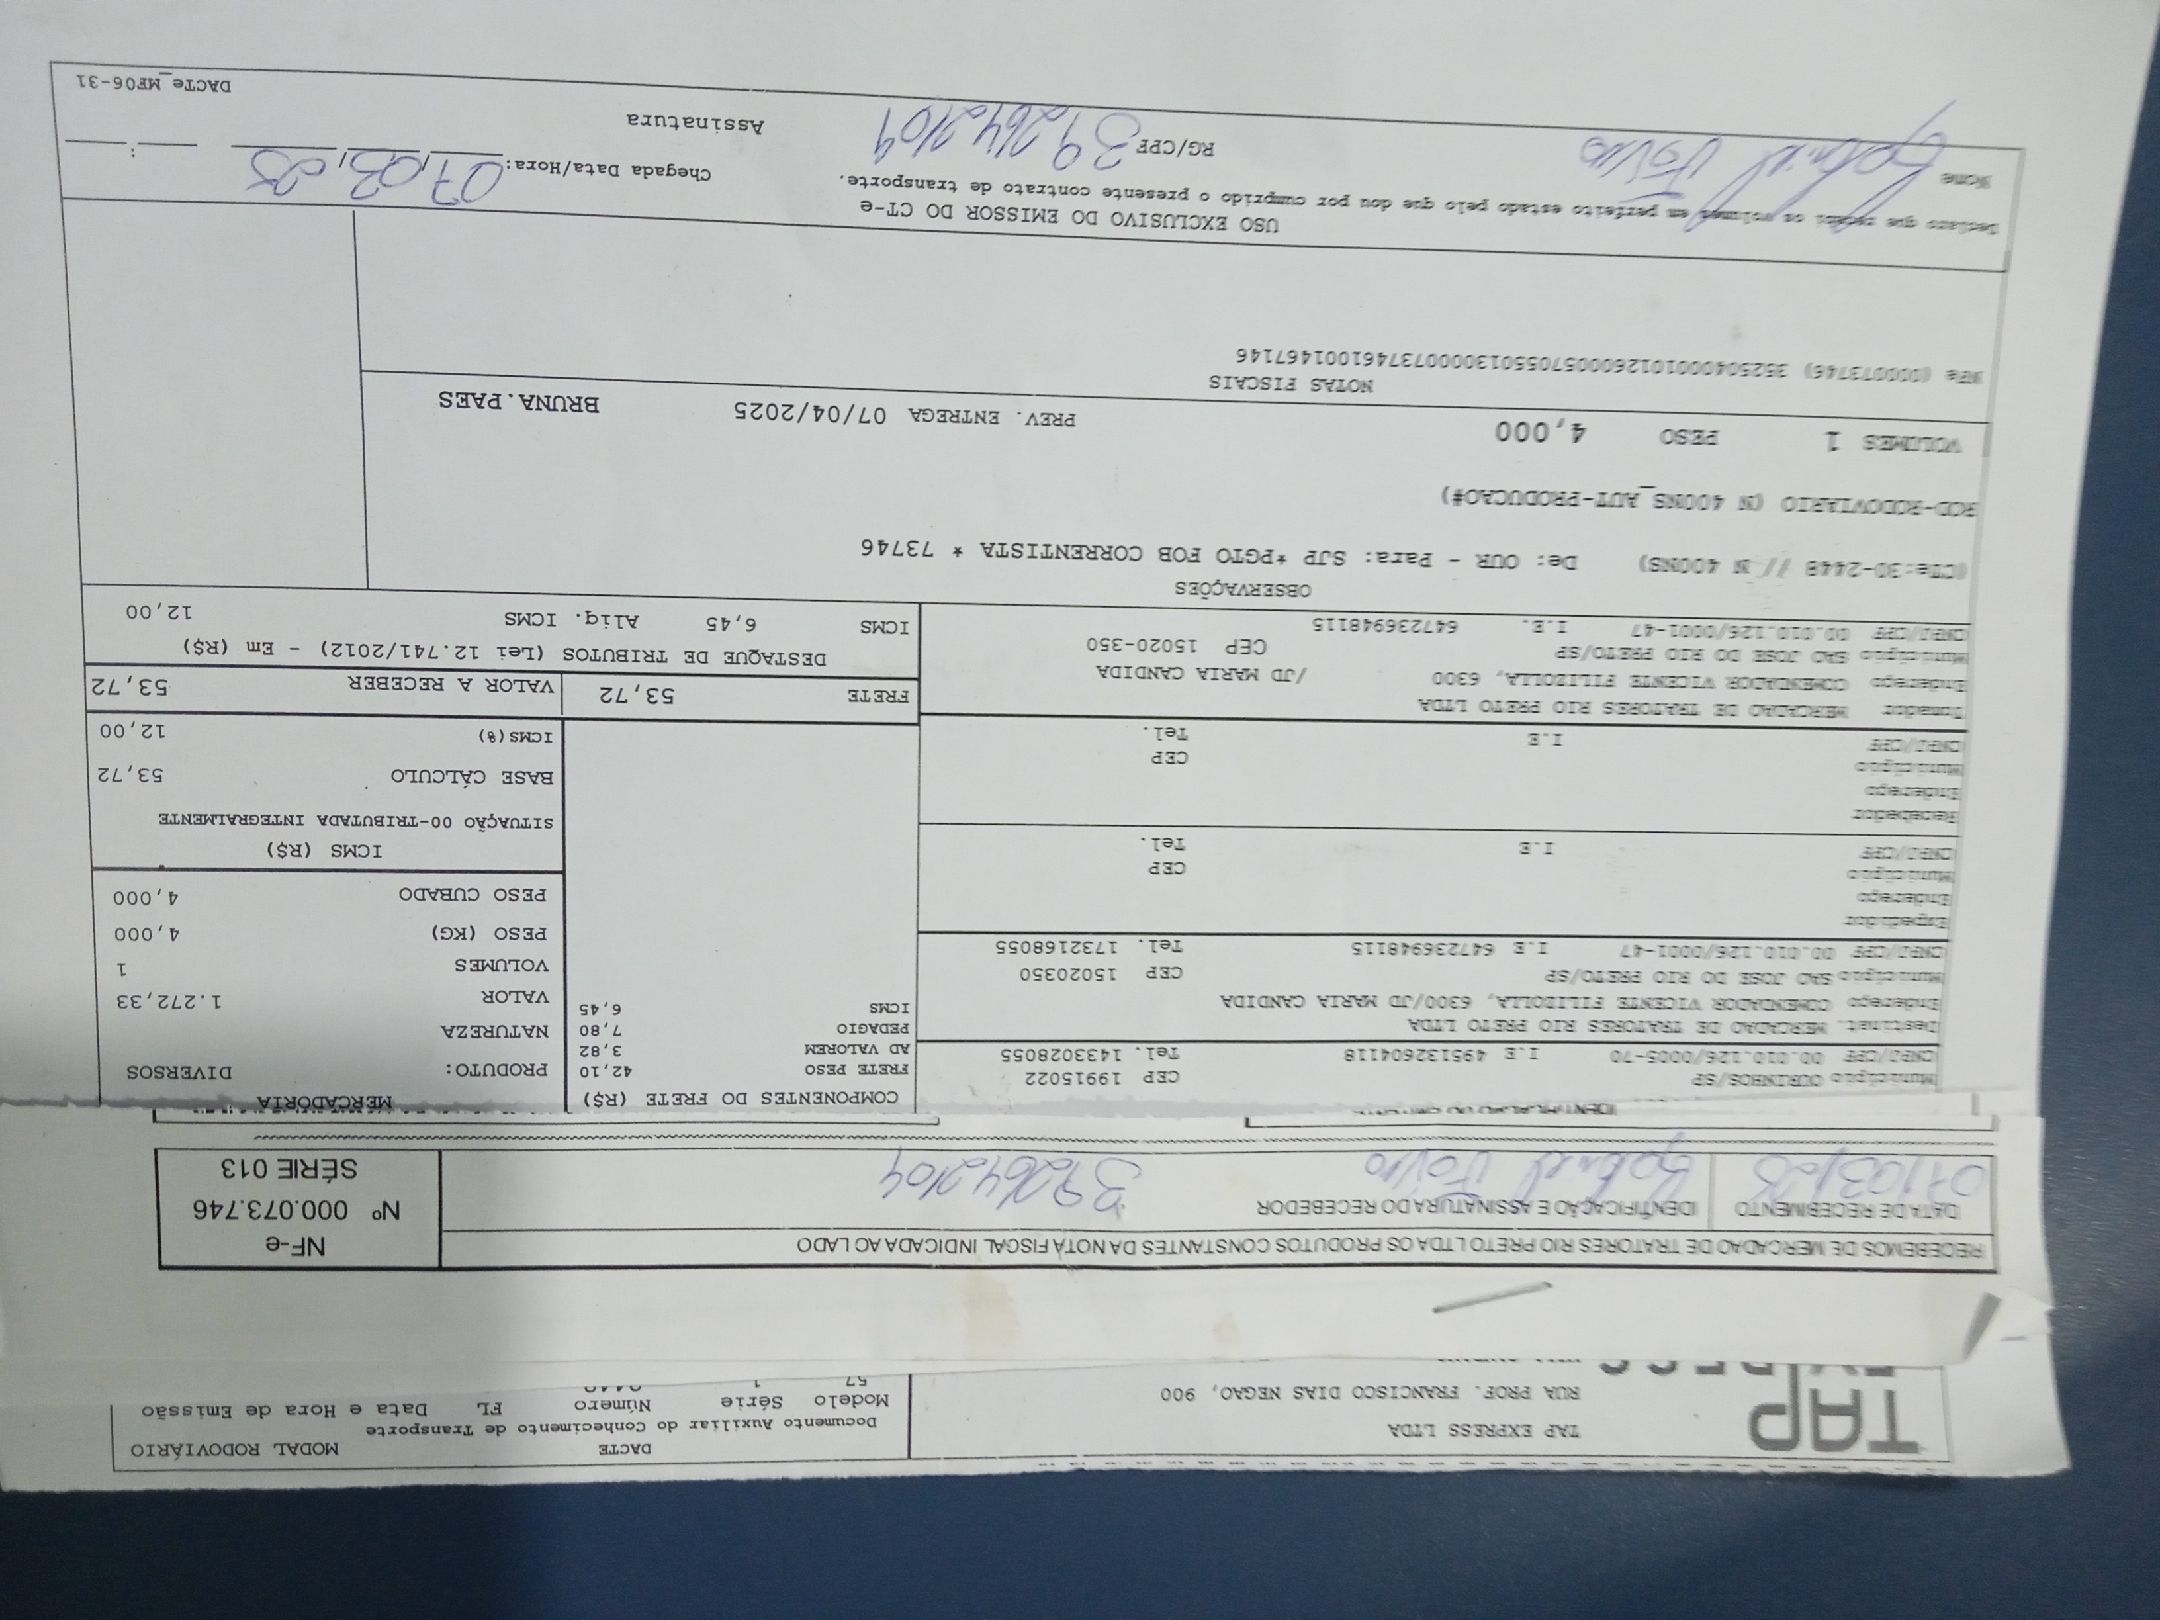 TAP
TAP EXPRESS LTDA
RUA PROF. FRANCISCO DIAS NEGAO, 900
DACTE
MODAL RODOVIÁRIO
Documento Auxiliar do Conhecimento de Transporte
Modelo Série Número FL Data e Hora de Emissão
57 1
RECEBEMOS DE MERCADAO DE TRATORES RIO PRETO LTDA OS PRODUTOS CONSTANTES DA NOTA FISCAL INDICADA AO LADO
DATA DE RECEBIMENTO
07/03/25
IDENTIFICAÇÃO E ASSINATURA DO RECEBEDOR
392642104
NF-e
Nº 000.073.746
SÉRIE 013
Município OURINHOS/SP CEP 19915022
CNPJ/CPF 00.010.126/0005-70 I.E 495132604118 Tel. 1433028055
Destinat. MERCADAO DE TRATORES RIO PRETO LTDA
Endereço COMENDADOR VICENTE FILIZOLLA, 6300/JD MARIA CANDIDA
Município SAO JOSE DO RIO PRETO/SP CEP 15020350
CNPJ/CPF 00.010.126/0001-47 I.E 647236948115 Tel. 1732168055
Expedidor
Endereço
Município CEP
CNPJ/CPF I.E Tel.
Recebedor
Endereço
Município CEP
CNPJ/CPF I.E Tel.
Tomador MERCADAO DE TRATORES RIO PRETO LTDA
Endereço COMENDADOR VICENTE FILIZOLLA, 6300 /JD MARIA CANDIDA
Município SAO JOSE DO RIO PRETO/SP CEP 15020-350
CNPJ/CPF 00.010.126/0001-47 I.E. 647236948115
COMPONENTES DO FRETE (R$)
FRETE PESO 42,10
AD VALOREM 3,82
PEDAGIO 7,80
ICMS 6,45
MERCADORIA
PRODUTO: DIVERSOS
NATUREZA
VALOR 1.272,33
VOLUMES 1
PESO (KG) 4,000
PESO CUBADO 4,000
ICMS (R$)
SITUAÇÃO 00-TRIBUTADA INTEGRALMENTE
BASE CÁLCULO 53,72
ICMS(%) 12,00
FRETE 53,72 VALOR A RECEBER 53,72
DESTAQUE DE TRIBUTOS (Lei 12.741/2012) - Em (R$)
ICMS 6,45 Aliq. ICMS 12,00
OBSERVAÇÕES
(CTe:30-2448 // N 400NS) De: OUR - Para: SJP *PGTO FOB CORRENTISTA * 73746
ROD-RODOVIARIO (N 400NS_AUT-PRODUCAO#)
VOLUMES 1 PESO 4,000 PREV. ENTREGA 07/04/2025 BRUNA.PAES
NOTAS FISCAIS
NFe (000073746) 35250400010126000570550130000737461001467146
USO EXCLUSIVO DO EMISSOR DO CT-e
Declaro que recebi os volumes em perfeito estado pelo que dou por cumprido o presente contrato de transporte.
Chegada Data/Hora: 07,03,25 :
Nome
RG/CPF 392642104
Assinatura
DACTe_MF06-31